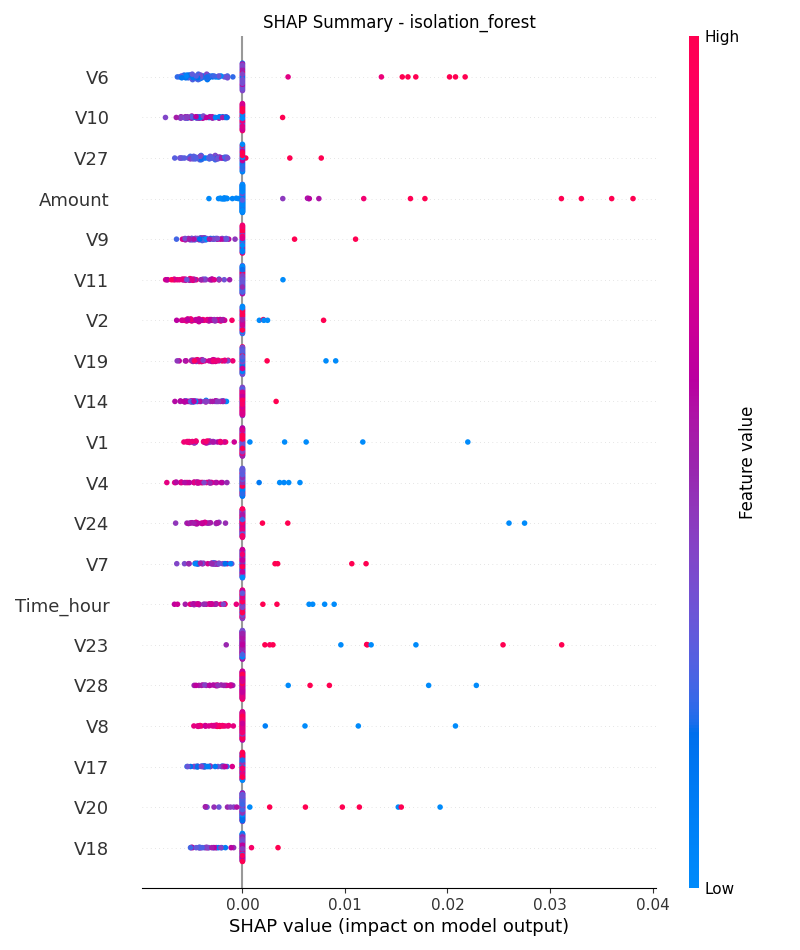 SHAP Summary - isolation_forest
High
V6
V10
V27
Amount
V9
V11
V2
V19
V14
V1
V4
V24
V7
Time_hour
V23
V28
V8
V17
V20
V18
Feature value
Low
0.00 0.01 0.02 0.03 0.04
SHAP value (impact on model output)